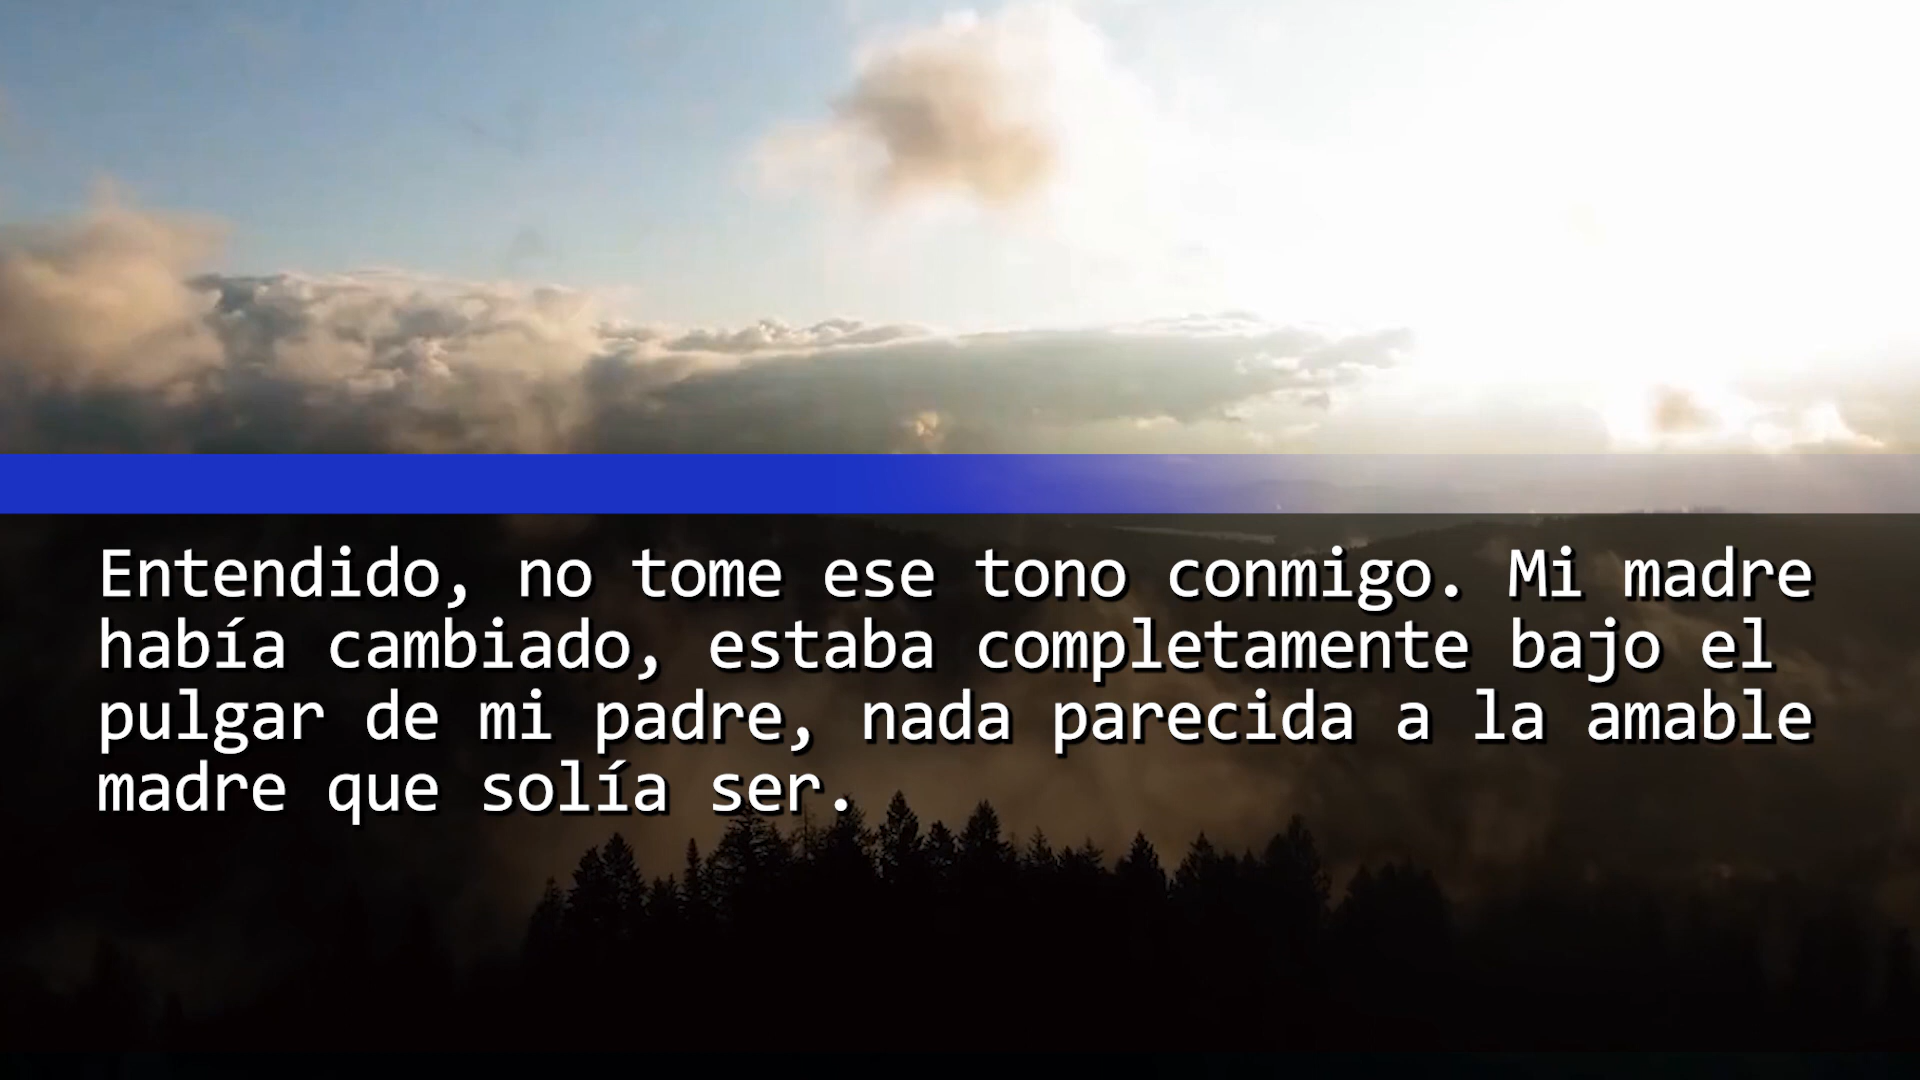 Entendido, no tome ese tono conmigo. Mi madre
había cambiado, estaba completamente bajo el
pulgar de mi padre, nada parecida a la amable
madre que solía ser.